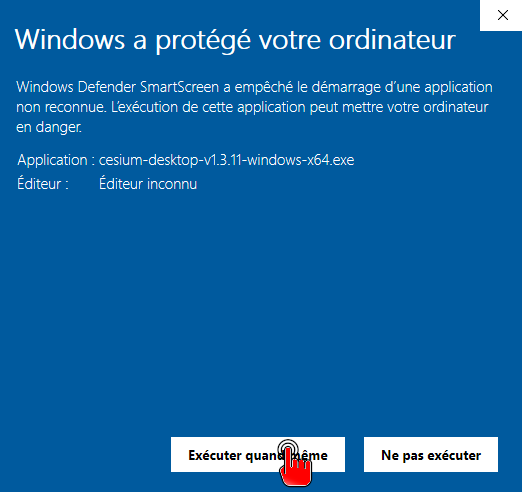 Windows a protégé votre ordinateur
Windows Defender SmartScreen a empêché le démarrage d'une application
non reconnue. L'exécution de cette application peut mettre votre ordinateur
en danger.
Application : cesium-desktop-v1.3.11-windows-x64.exe
Éditeur : Éditeur inconnu
Exécuter quand même
Ne pas exécuter